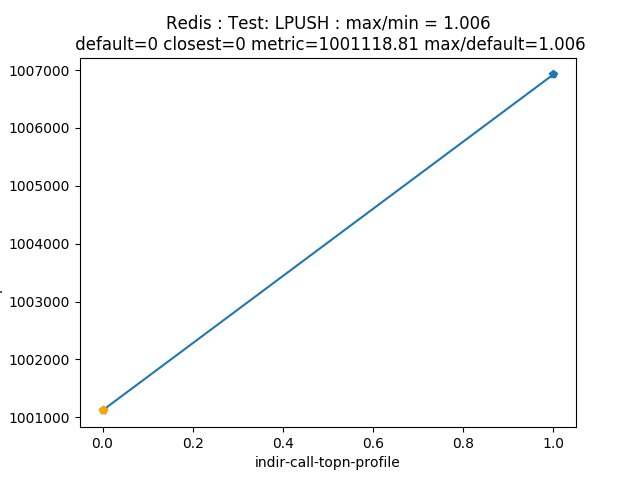 Redis : Test: LPUSH : max/min = 1.006
default=0 closest=0 metric=1001118.81 max/default=1.006
1007000
1006000
1005000
1004000
1003000
1002000
1001000
0.0 0.2 0.4 0.6 0.8 1.0
indir-call-topn-profile